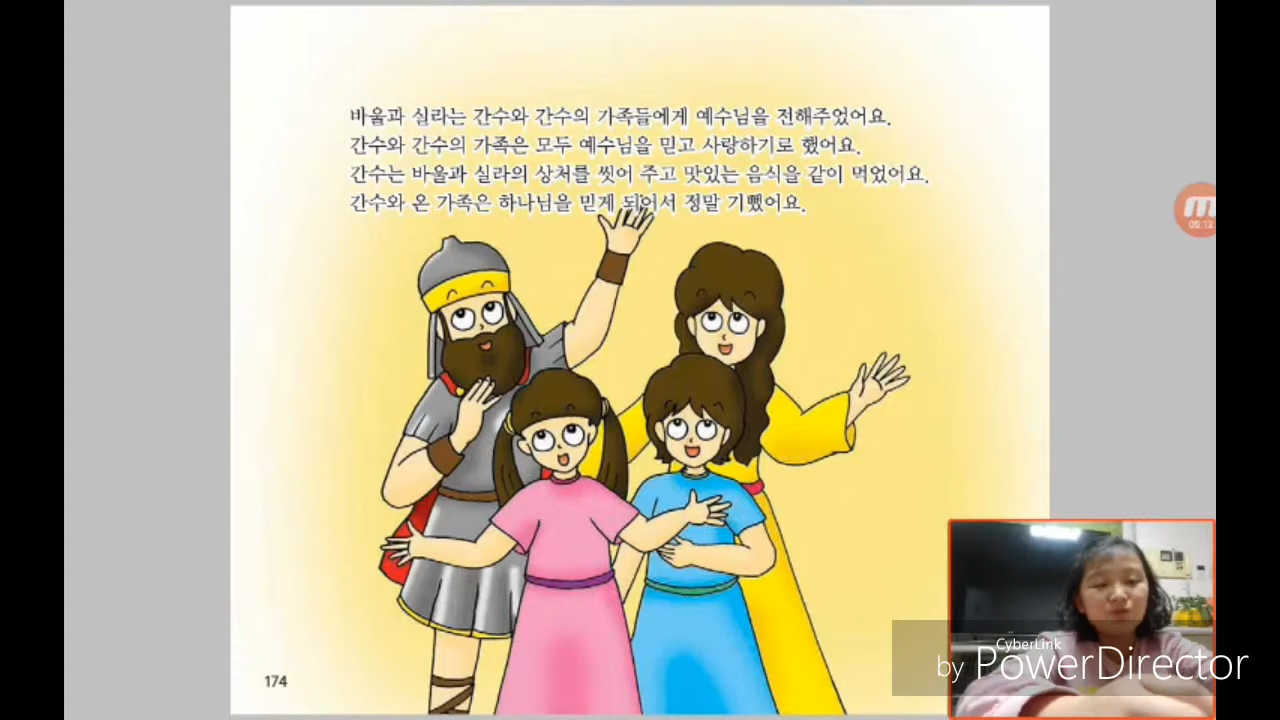 바울과 실라는 간수와 간수의 가족들에게 예수님을 전해주었어요.
간수와 간수의 가족은 모두 예수님을 믿고 사랑하기로 했어요.
간수는 바울과 실라의 상처를 씻어 주고 맛있는 음식을 같이 먹었어요.
간수와 온 가족은 하나님을 믿게 되어서 정말 기뻤어요.
05:12
174
CyberLink
by PowerDirector